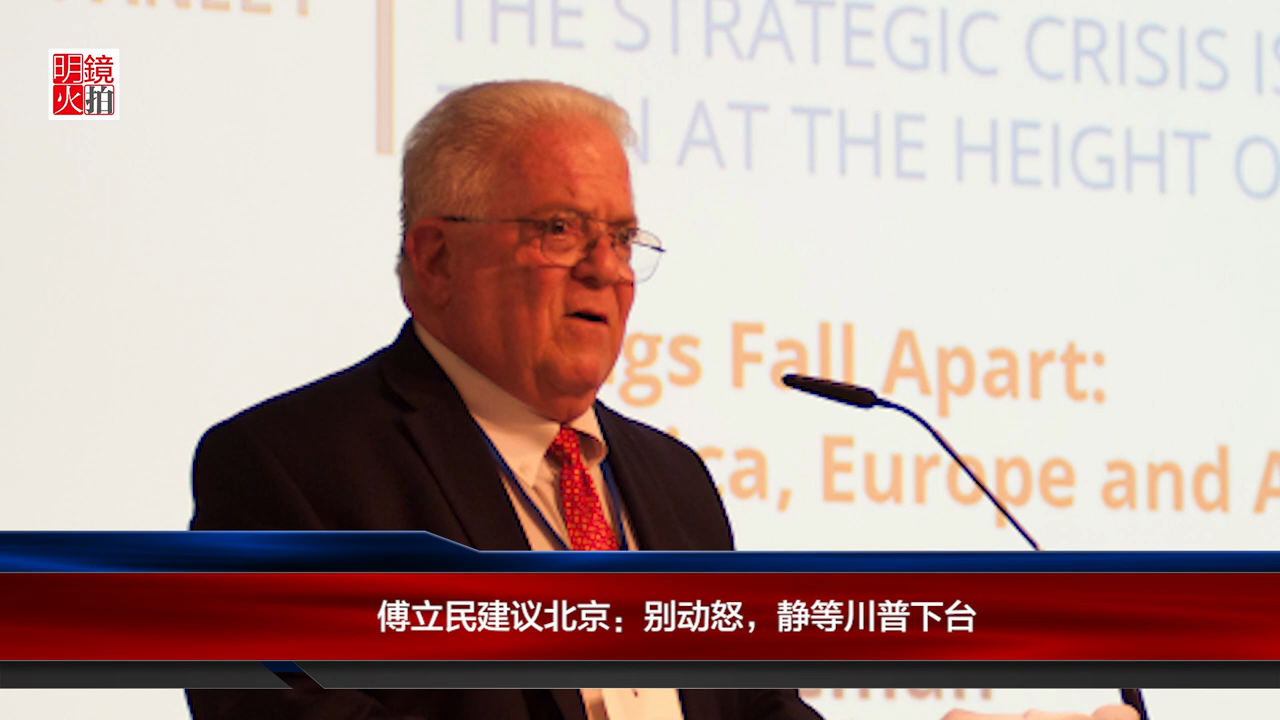 THE STRATEGIC CRISIS IS
AT THE HEIGHT O
明鏡
火拍
gs Fall Apart:
ca, Europe and A
傅立民建议北京：别动怒，静等川普下台